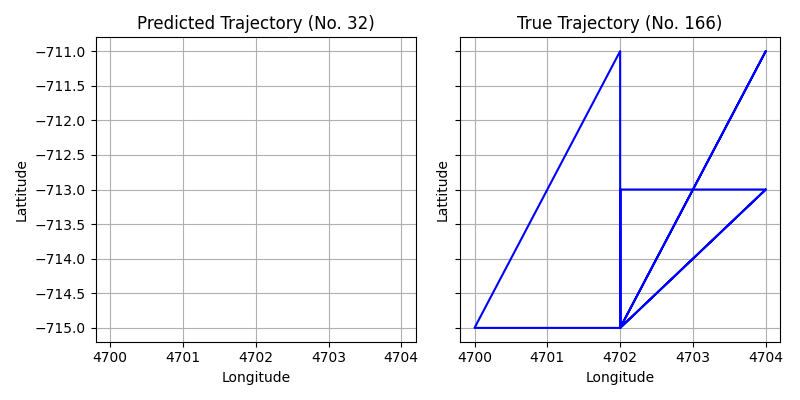 Predicted Trajectory (No. 32)
True Trajectory (No. 166)
−711.0
−711.5
−712.0
−712.5
−713.0
−713.5
−714.0
−714.5
−715.0
Lattitude
Lattitude
4700 4701 4702 4703 4704
4700 4701 4702 4703 4704
Longitude
Longitude